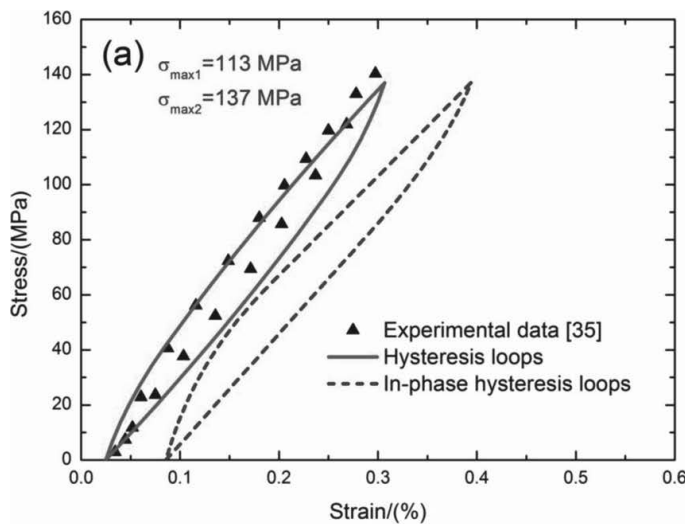 (a)
σmax1=113 MPa
σmax2=137 MPa
Stress/(MPa)
160
140
120
100
80
60
40
20
0
Experimental data [35]
Hysteresis loops
In-phase hysteresis loops
0.0 0.1 0.2 0.3 0.4 0.5 0.6
Strain/(%)